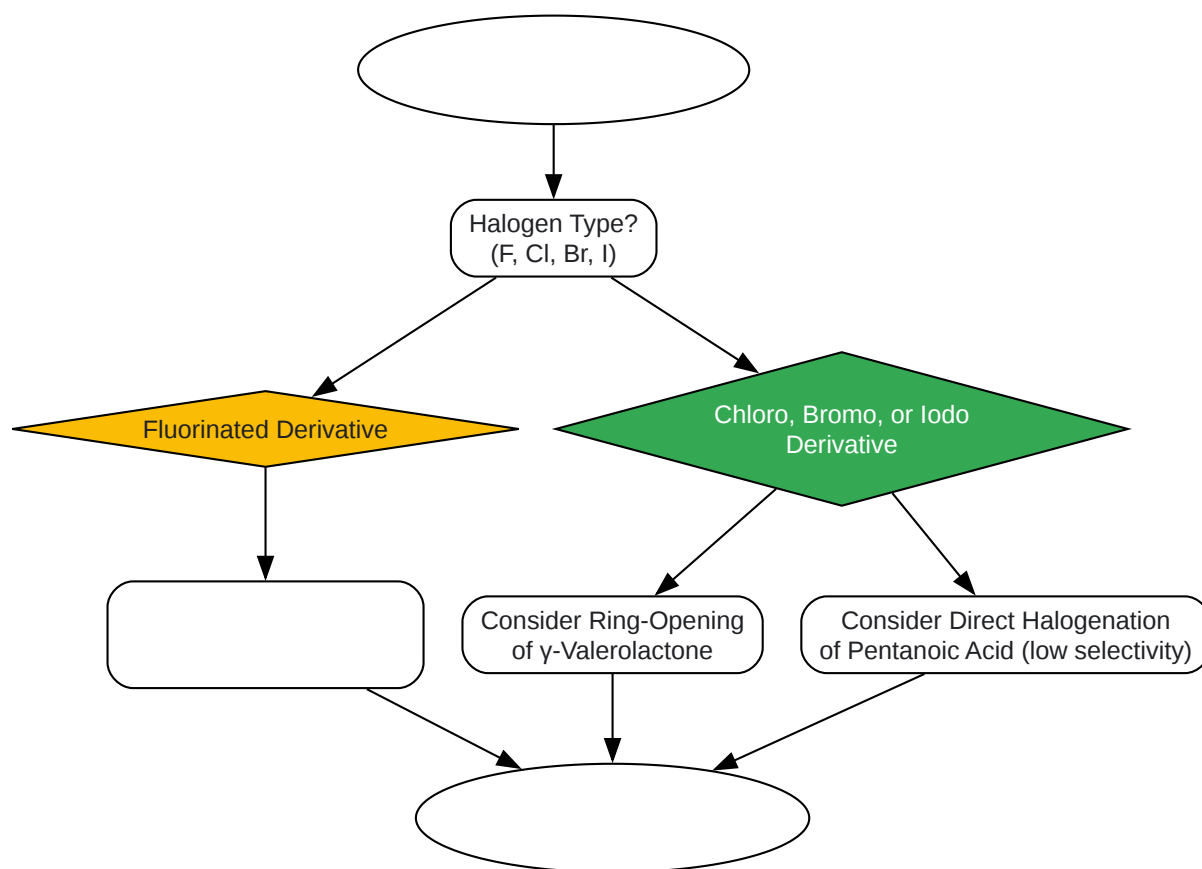 Halogen Type?
(F, Cl, Br, I)
Fluorinated Derivative
Chloro, Bromo, or Iodo
Derivative
Consider Ring-Opening
of γ-Valerolactone
Consider Direct Halogenation
of Pentanoic Acid (low selectivity)